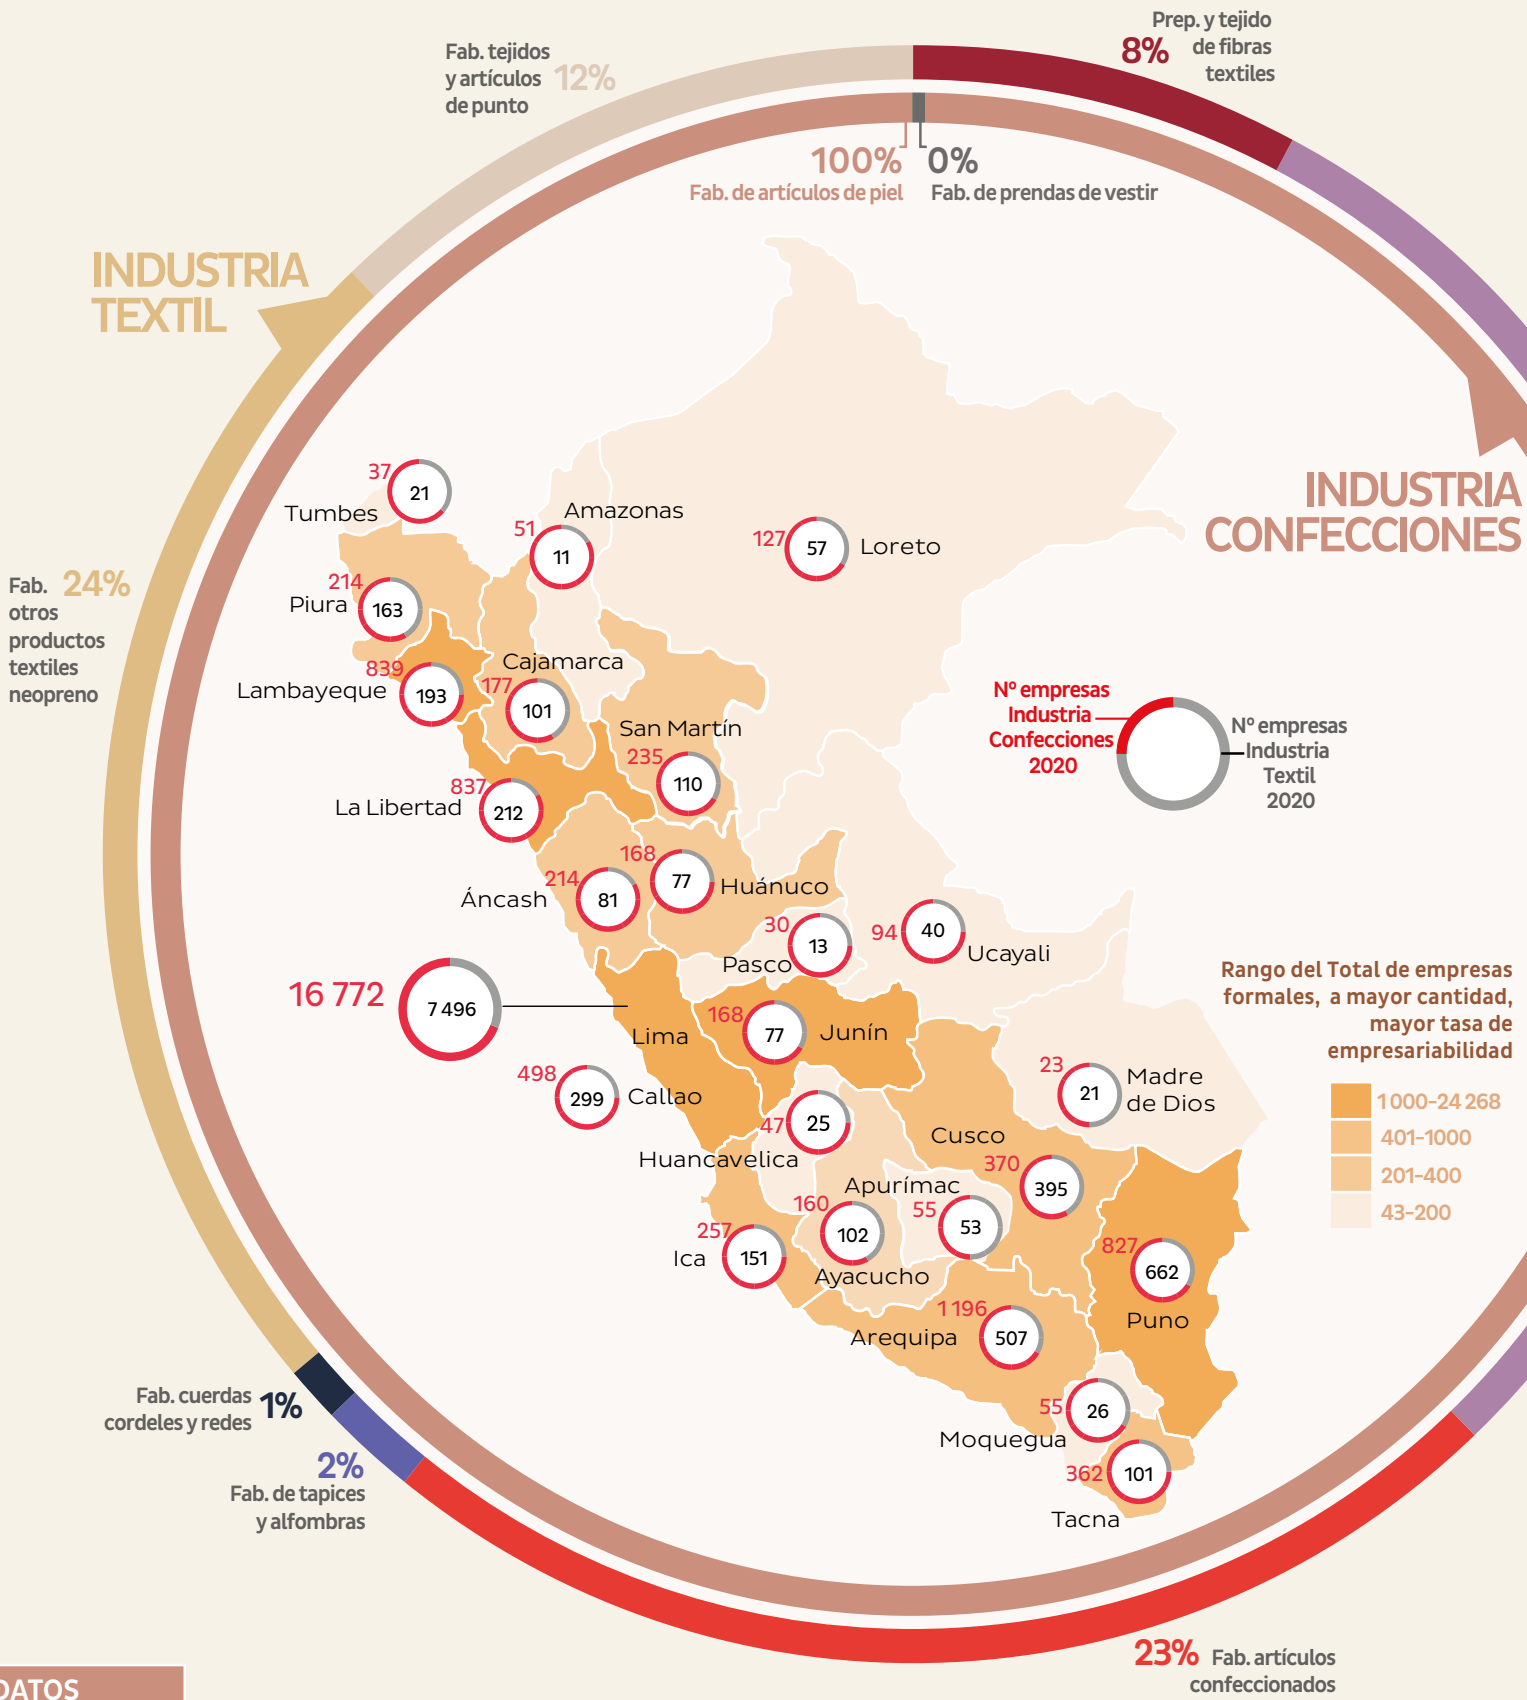 Prep. y tejido
8% de fibras
textiles
Fab. tejidos
y artículos 12%
de punto
100% 0%
Fab. de artículos de piel Fab. de prendas de vestir
INDUSTRIA
TEXTIL
INDUSTRIA
CONFECCIONES
37
21
Tumbes
Amazonas
51
11
127
57
Loreto
Fab. 24%
otros
productos
textiles
neopreno
214
Piura
163
Cajamarca
839
Lambayeque
193
177
101
San Martín
235
110
Nº empresas
Industria
Confecciones
2020
Nº empresas
Industria
Textil
2020
837
La Libertad
212
168
77
Huánuco
214
Áncash
81
30
13
Pasco
94
40
Ucayali
Rango del Total de empresas
formales, a mayor cantidad,
mayor tasa de
empresariabilidad
1000-24 268
401-1000
201-400
43-200
16 772
7 496
Lima
168
77
Junín
498
299
Callao
23
21
Madre
de Dios
47
25
Huancavelica
Cusco
370
395
Apurímac
55
53
160
102
Ayacucho
257
Ica
151
827
662
Puno
1 196
Arequipa
507
55
26
Moquegua
362
101
Tacna
Fab. cuerdas
cordeles y redes 1%
2%
Fab. de tapices
y alfombras
23% Fab. artículos
confeccionados
DATOS